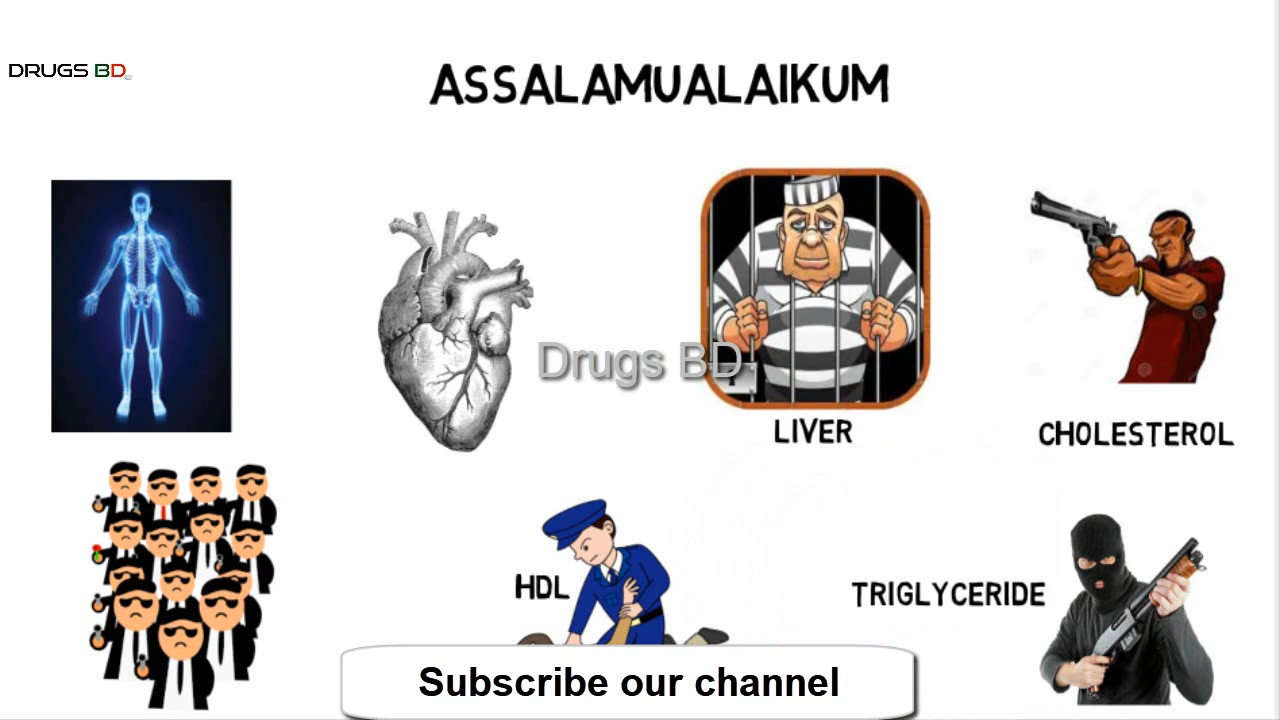 DRUGS BD
ASSALAMUALAIKUM
Drugs BD
LIVER
CHOLESTEROL
HDL
TRIGLYCERIDE
Subscribe our channel